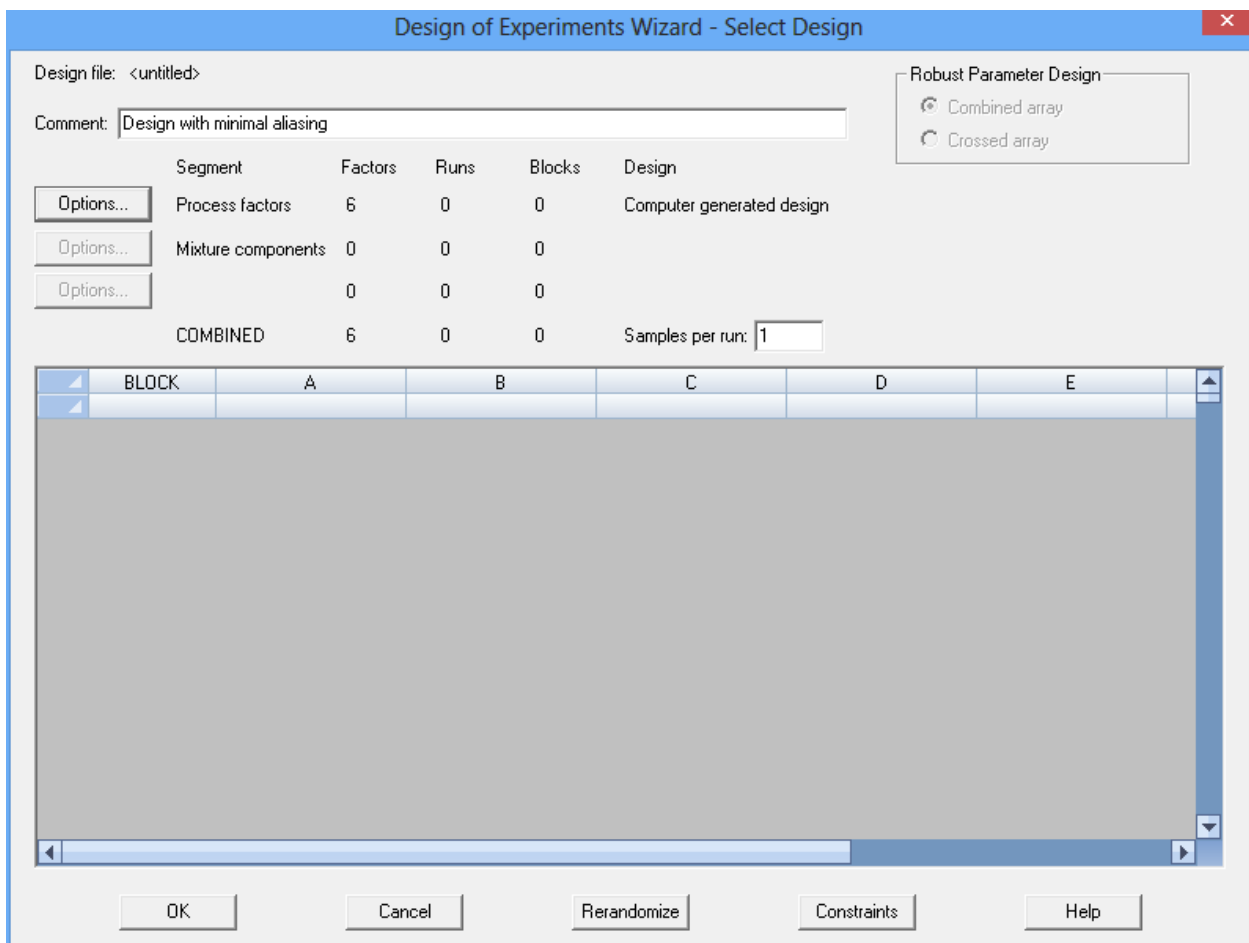 Design of Experiments Wizard - Select Design
Design file: <untitled>
Robust Parameter Design
Combined array
Crossed array
Comment: Design with minimal aliasing
Segment Factors Runs Blocks Design
Options... Process factors 6 0 0 Computer generated design
Options... Mixture components 0 0 0
Options... 0 0 0
COMBINED 6 0 0 Samples per run: 1
BLOCK A B C D E
OK Cancel Rerandomize Constraints Help